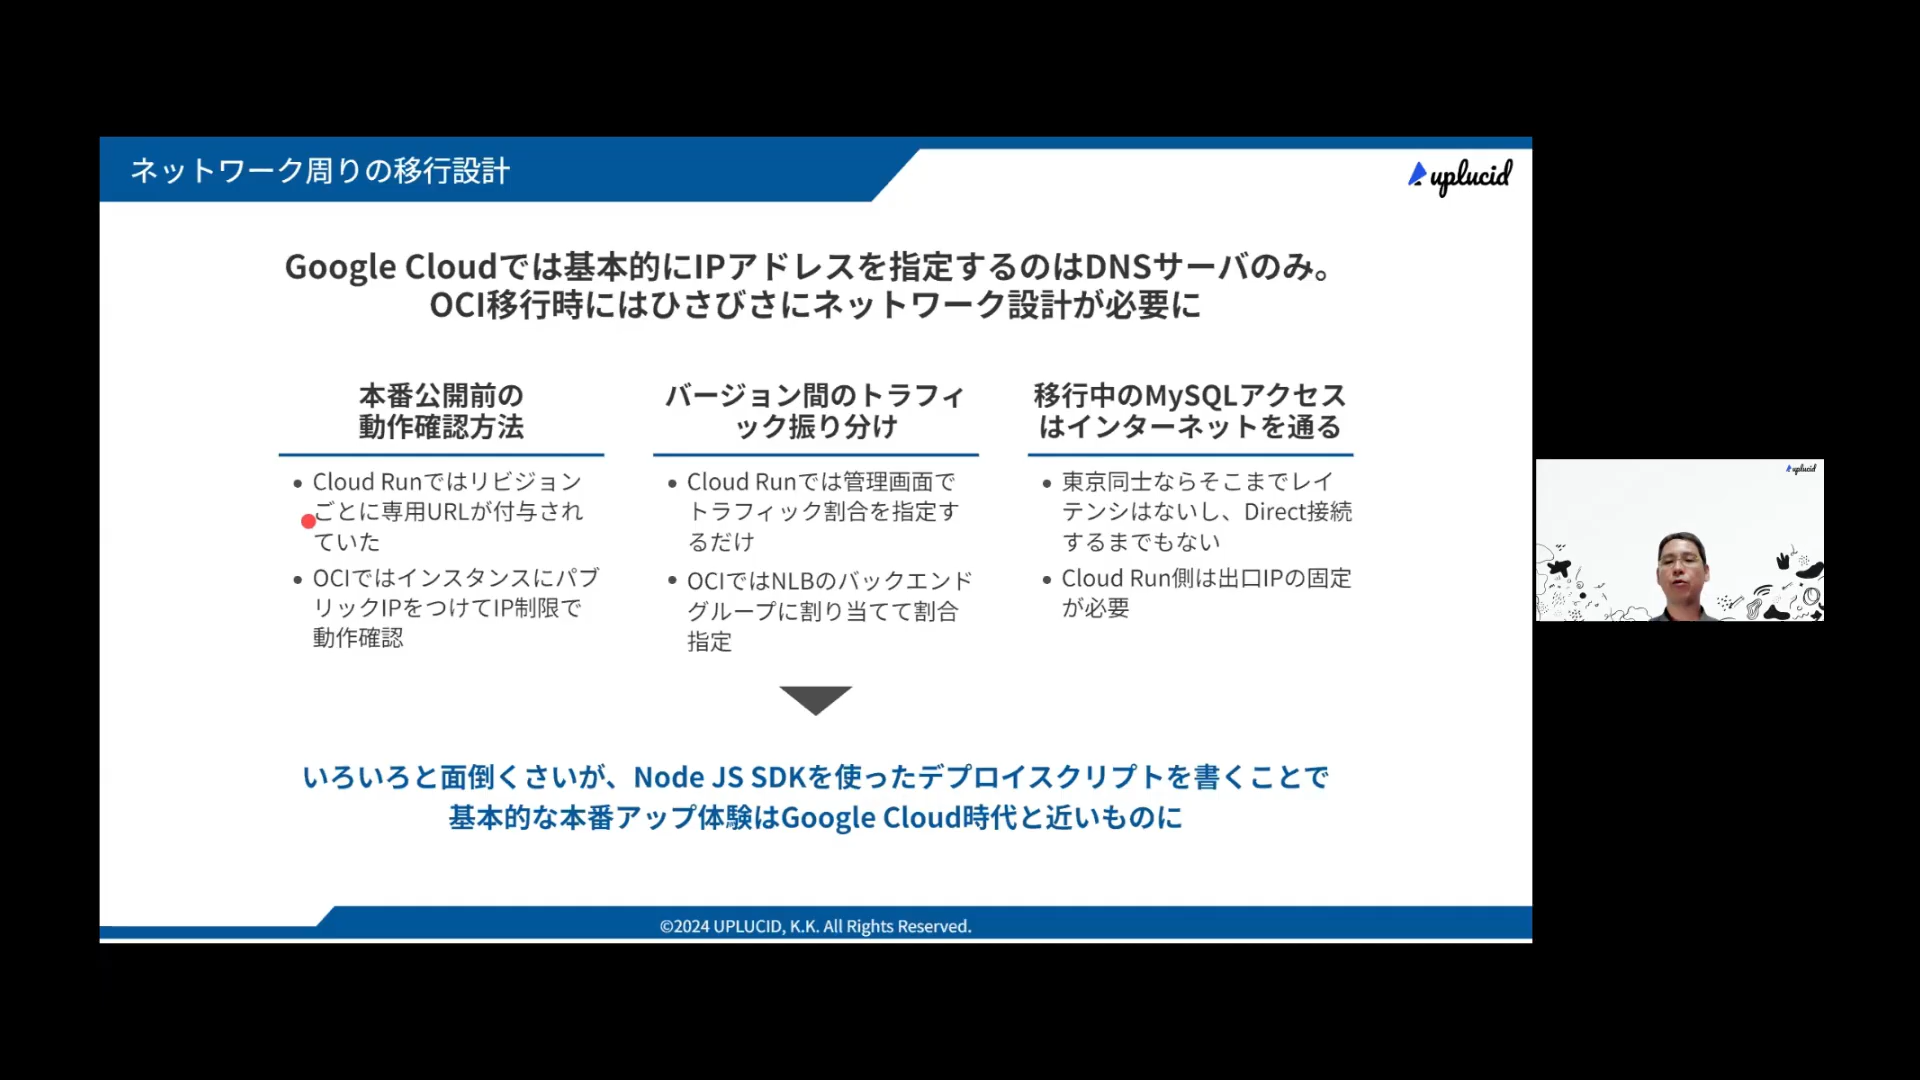 ネットワーク周りの移行設計
uplucid
Google Cloudでは基本的にIPアドレスを指定するのはDNSサーバのみ。
OCI移行時にはひさびさにネットワーク設計が必要に
本番公開前の
動作確認方法
• Cloud Runではリビジョン
ごとに専用URLが付与され
ていた
• OCIではインスタンスにパブ
リックIPをつけてIP制限で
動作確認
バージョン間のトラフィ
ック振り分け
• Cloud Runでは管理画面で
トラフィック割合を指定す
るだけ
• OCIではNLBのバックエンド
グループに割り当てて割合
指定
移行中のMySQLアクセス
はインターネットを通る
• 東京同士ならそこまでレイ
テンシはないし、Direct接続
するまでもない
• Cloud Run側は出口IPの固定
が必要
いろいろと面倒くさいが、Node JS SDKを使ったデプロイスクリプトを書くことで
基本的な本番アップ体験はGoogle Cloud時代と近いものに
©2024 UPLUCID, K.K. All Rights Reserved.
uplucid